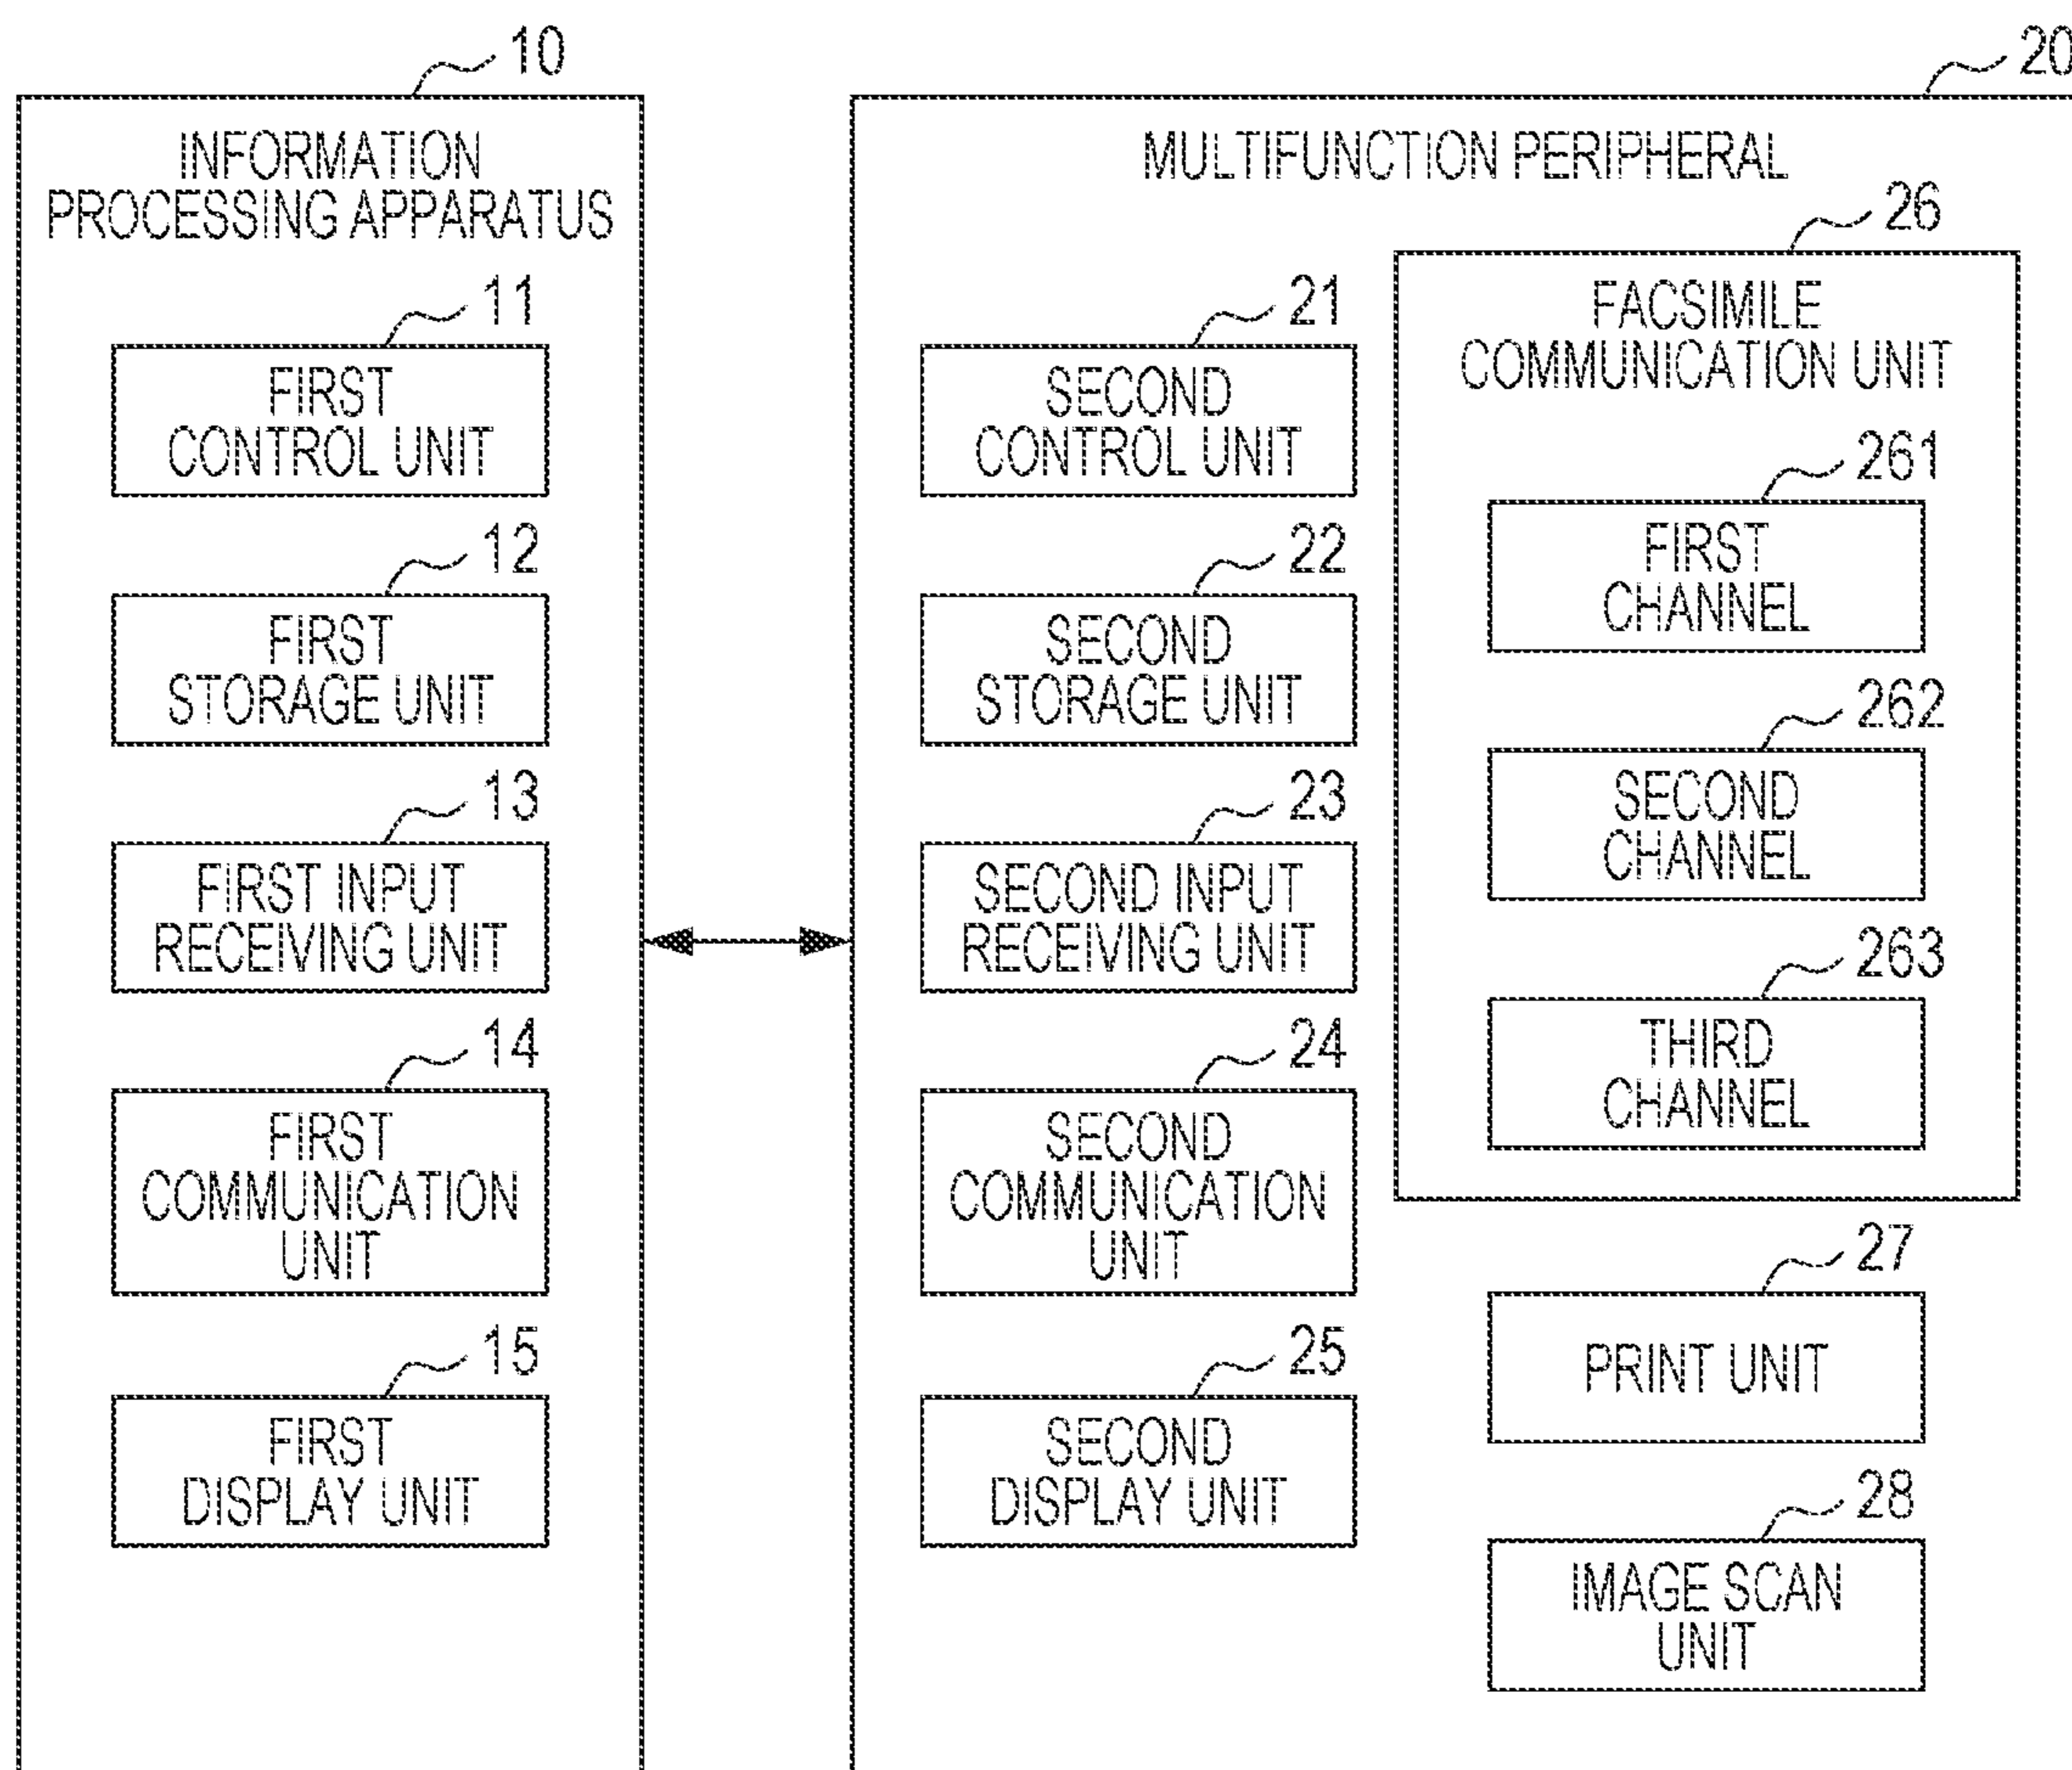 10
INFORMATION
PROCESSING APPARATUS
11
FIRST
CONTROL UNIT
12
FIRST
STORAGE UNIT
13
FIRST INPUT
RECEIVING UNIT
14
FIRST
COMMUNICATION
UNIT
15
FIRST
DISPLAY UNIT
20
MULTIFUNCTION PERIPHERAL
21
SECOND
CONTROL UNIT
22
SECOND
STORAGE UNIT
23
SECOND INPUT
RECEIVING UNIT
24
SECOND
COMMUNICATION
UNIT
25
SECOND
DISPLAY UNIT
26
FACSIMILE
COMMUNICATION UNIT
261
FIRST
CHANNEL
262
SECOND
CHANNEL
263
THIRD
CHANNEL
27
PRINT UNIT
28
IMAGE SCAN
UNIT